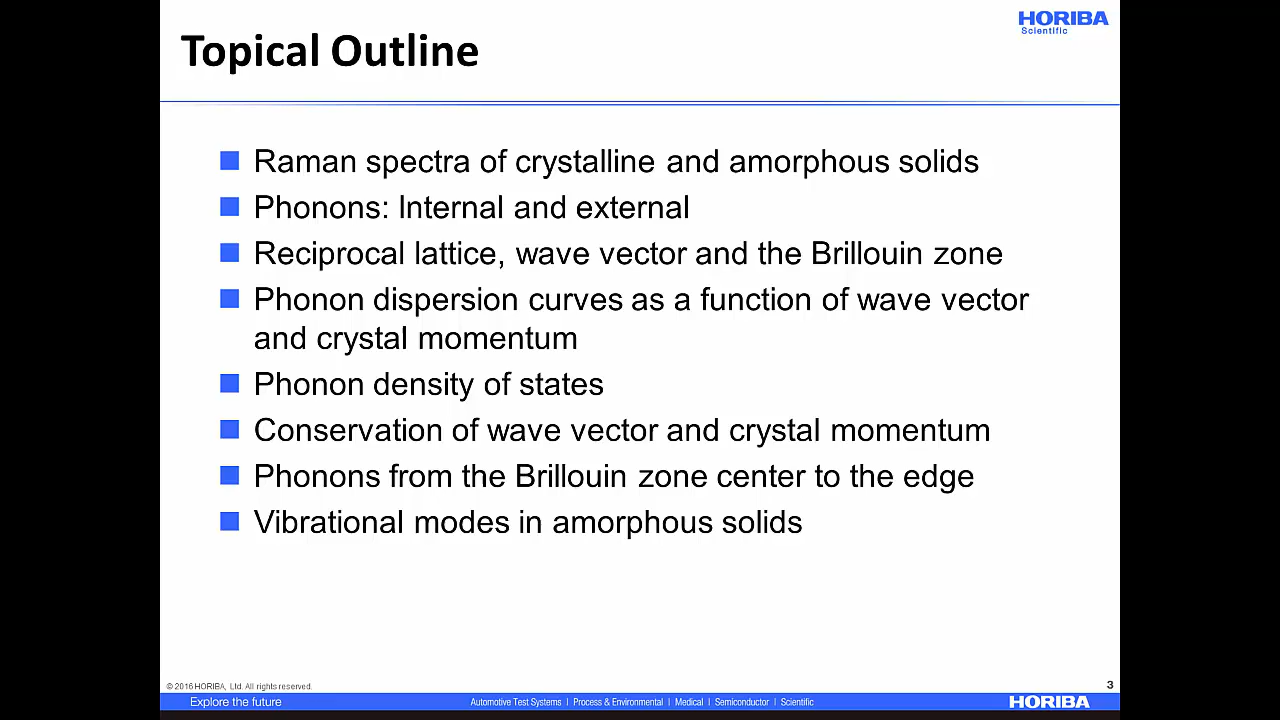 HORIBA
Scientific
Topical Outline
Raman spectra of crystalline and amorphous solids
Phonons: Internal and external
Reciprocal lattice, wave vector and the Brillouin zone
Phonon dispersion curves as a function of wave vector
and crystal momentum
Phonon density of states
Conservation of wave vector and crystal momentum
Phonons from the Brillouin zone center to the edge
Vibrational modes in amorphous solids
© 2016 HORIBA, Ltd. All rights reserved.
3
Explore the future
Automotive Test Systems | Process & Environmental | Medical | Semiconductor | Scientific
HORIBA